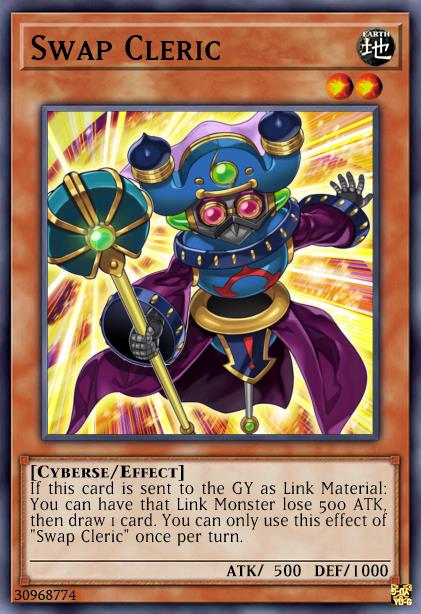 SWAP CLERIC
EARTH
地
[CYBERSE/EFFECT]
If this card is sent to the GY as Link Material:
You can have that Link Monster lose 500 ATK,
then draw 1 card. You can only use this effect of
"Swap Cleric" once per turn.
ATK/ 500 DEF/1000
30968774